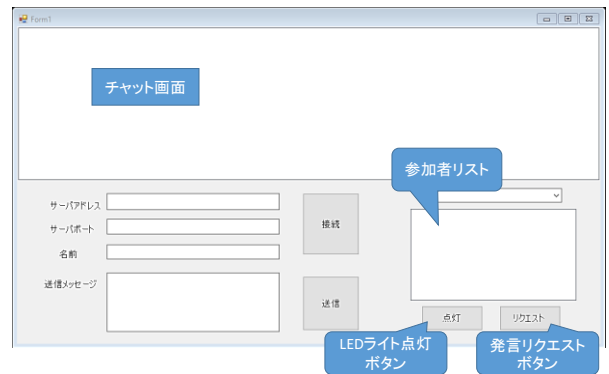 Form1
チャット画面
参加者リスト
サーバアドレス
サーバポート
名前
送信メッセージ
接続
送信
点灯
リクエスト
LEDライト点灯
ボタン
発言リクエスト
ボタン